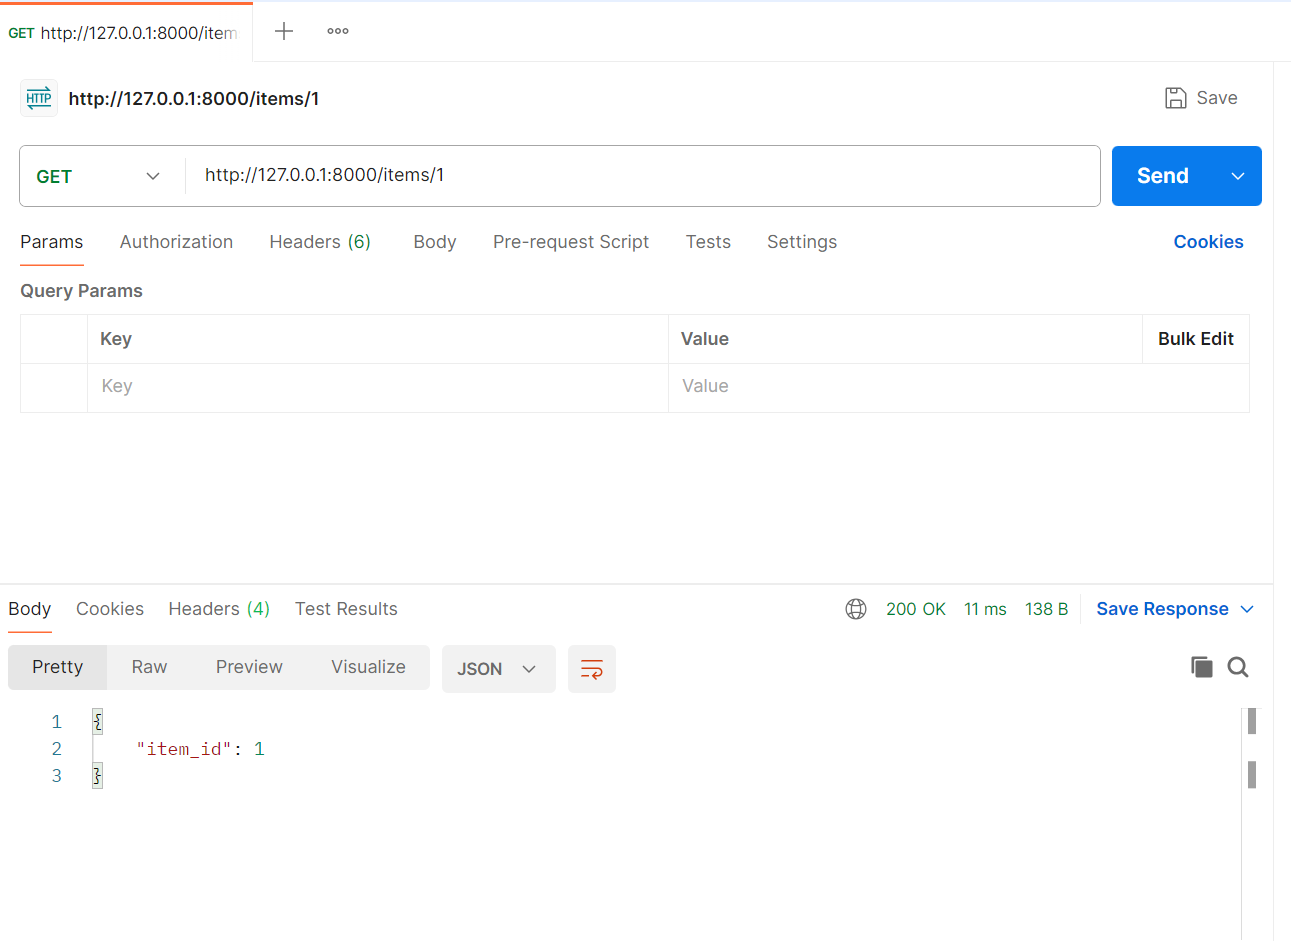 GET http://127.0.0.1:8000/item
HTTP http://127.0.0.1:8000/items/1 Save
GET http://127.0.0.1:8000/items/1 Send
Params Authorization Headers (6) Body Pre-request Script Tests Settings Cookies
Query Params
Key Value Bulk Edit
Key Value
Body Cookies Headers (4) Test Results 200 OK 11 ms 138 B Save Response
Pretty Raw Preview Visualize JSON
1 {
2 "item_id": 1
3 }